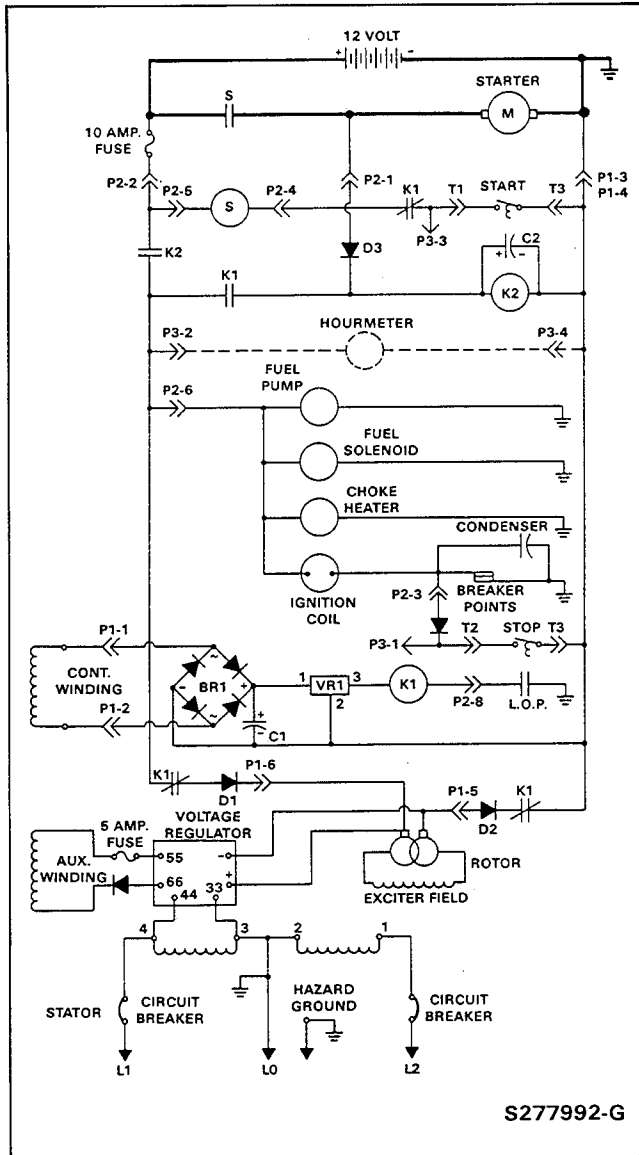 12 VOLT
+ -
STARTER
S
M
10 AMP.
FUSE
P2-2
P2-5
P2-4
P2-1
K1
T1
START
T3
P1-3
P1-4
S
P3-3
K2
D3
C2
+ -
K1
K2
HOURMETER
P3-2
P3-4
FUEL
PUMP
P2-6
FUEL
SOLENOID
CHOKE
HEATER
CONDENSER
IGNITION
COIL
P2-3
BREAKER
POINTS
P3-1
T2
STOP
T3
P1-1
CONT.
WINDING
~
- BR1 +
~
1 VR1 3
2
K1
P2-8
L.O.P.
P1-2
+
-
C1
K1
D1
P1-6
P1-5
D2
K1
VOLTAGE
REGULATOR
5 AMP.
FUSE
55
-
AUX.
WINDING
66
+
44
33
ROTOR
EXCITER FIELD
4
3
2
1
STATOR
CIRCUIT
BREAKER
HAZARD
GROUND
CIRCUIT
BREAKER
L1
L0
L2
S277992-G